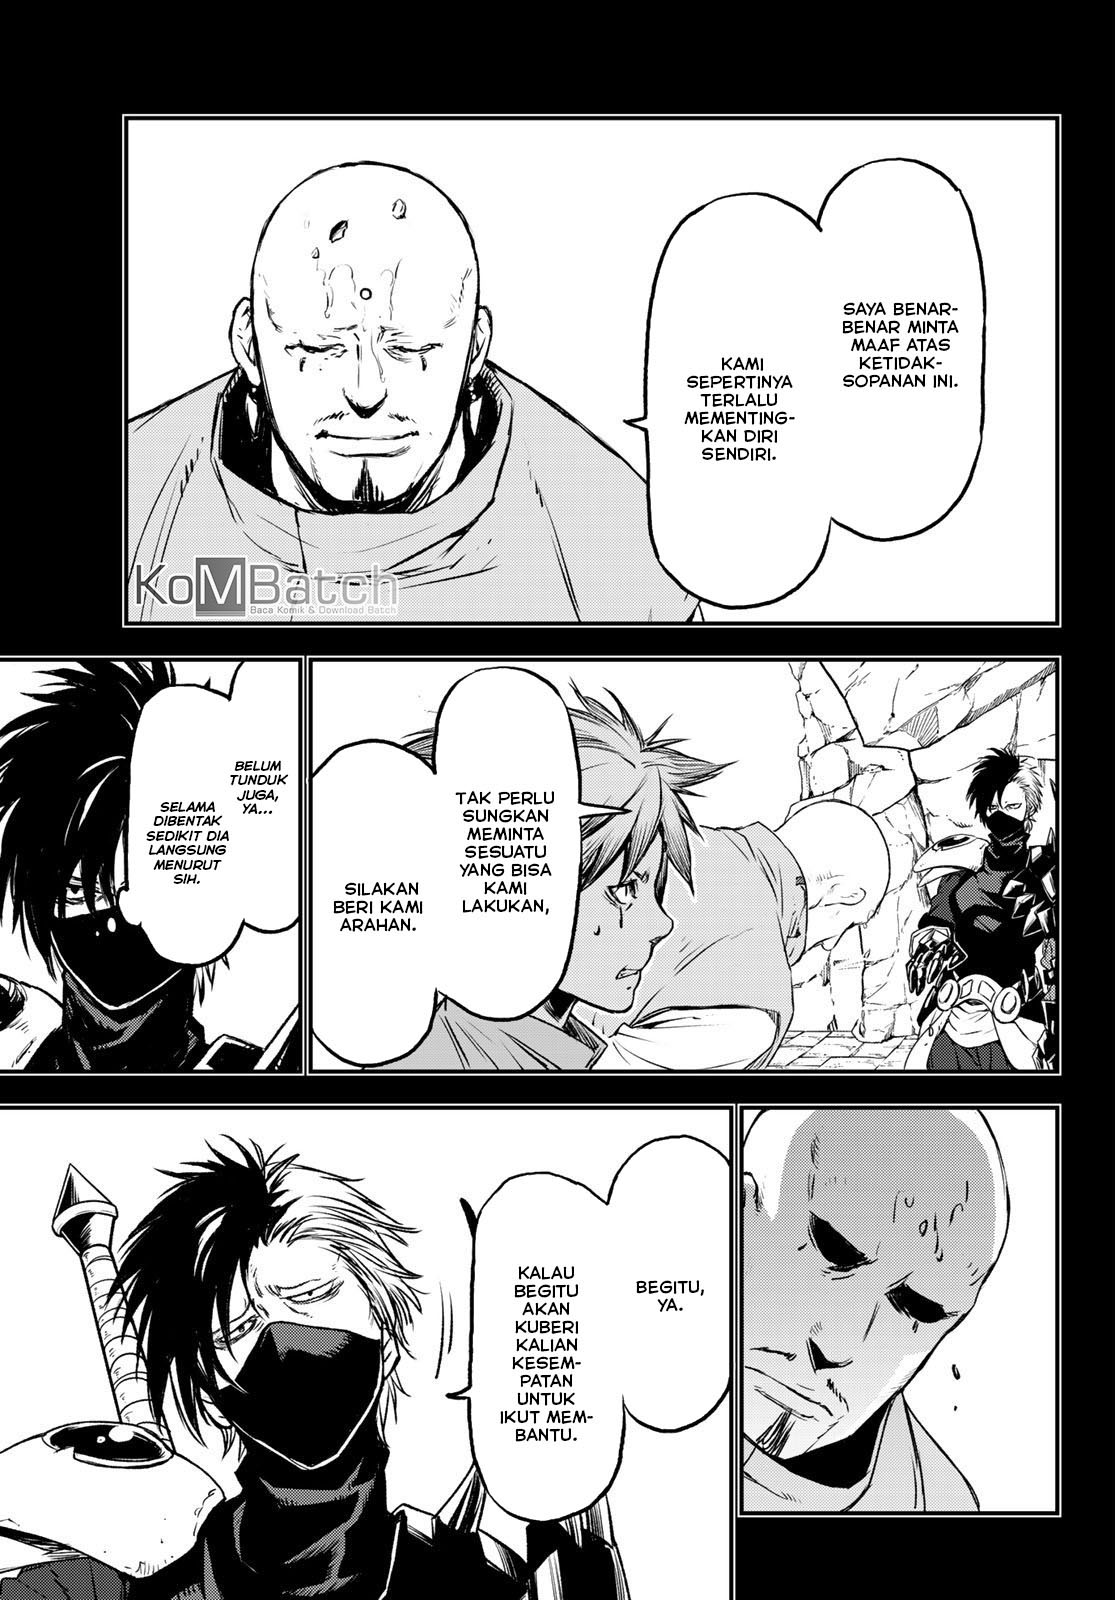 SAYA BENAR-
BENAR MINTA
MAAF ATAS
KETIDAK-
SOPANAN INI.
KAMI
SEPERTINYA
TERLALU
MEMENTING-
KAN DIRI
SENDIRI.
KoMBatch
Baca Komik & Download Batch
TAK PERLU
SUNGKAN
MEMINTA
SESUATU
YANG BISA
KAMI
LAKUKAN,
SILAKAN
BERI KAMI
ARAHAN.
BELUM
TUNDUK
JUGA,
YA...
SELAMA
DIBENTAK
SEDIKIT DIA
LANGSUNG
MENURUT
SIH.
BEGITU,
YA.
KALAU
BEGITU
AKAN
KUBERI
KALIAN
KESEM-
PATAN
UNTUK
IKUT MEM-
BANTU.